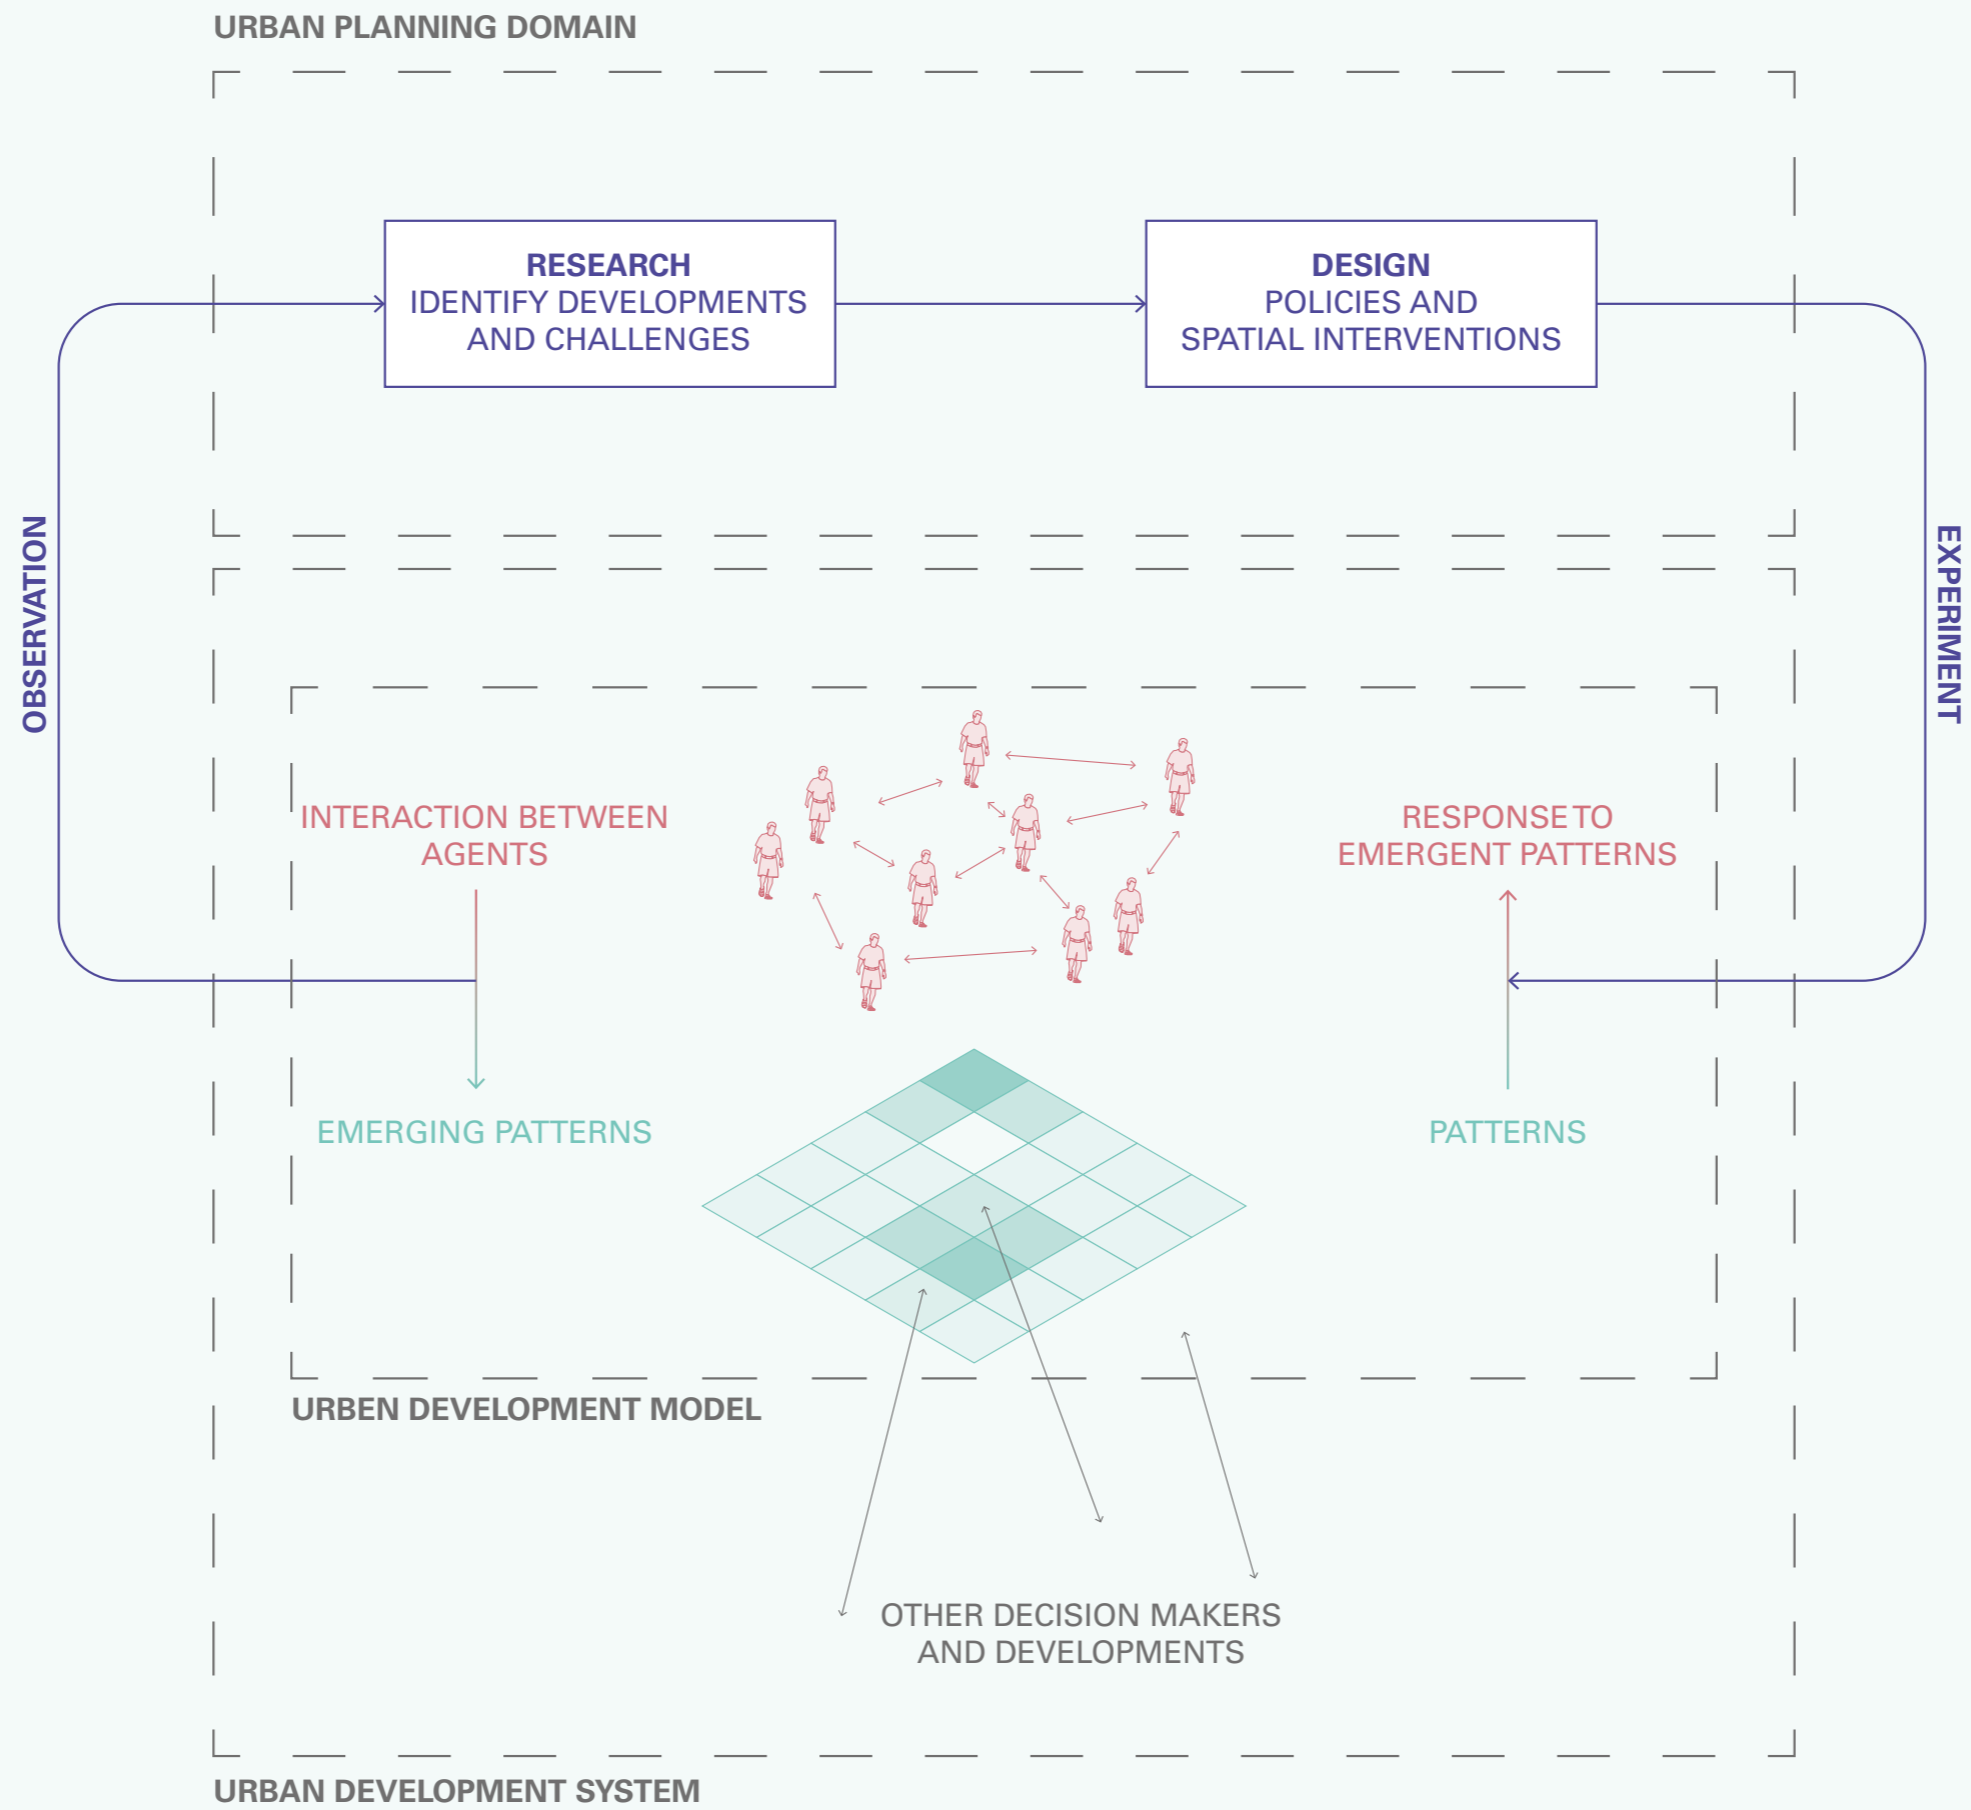 URBAN PLANNING DOMAIN
RESEARCH
IDENTIFY DEVELOPMENTS
AND CHALLENGES
DESIGN
POLICIES AND
SPATIAL INTERVENTIONS
OBSERVATION
EXPERIMENT
INTERACTION BETWEEN
AGENTS
RESPONSE TO
EMERGENT PATTERNS
EMERGING PATTERNS
PATTERNS
URBEN DEVELOPMENT MODEL
OTHER DECISION MAKERS
AND DEVELOPMENTS
URBAN DEVELOPMENT SYSTEM